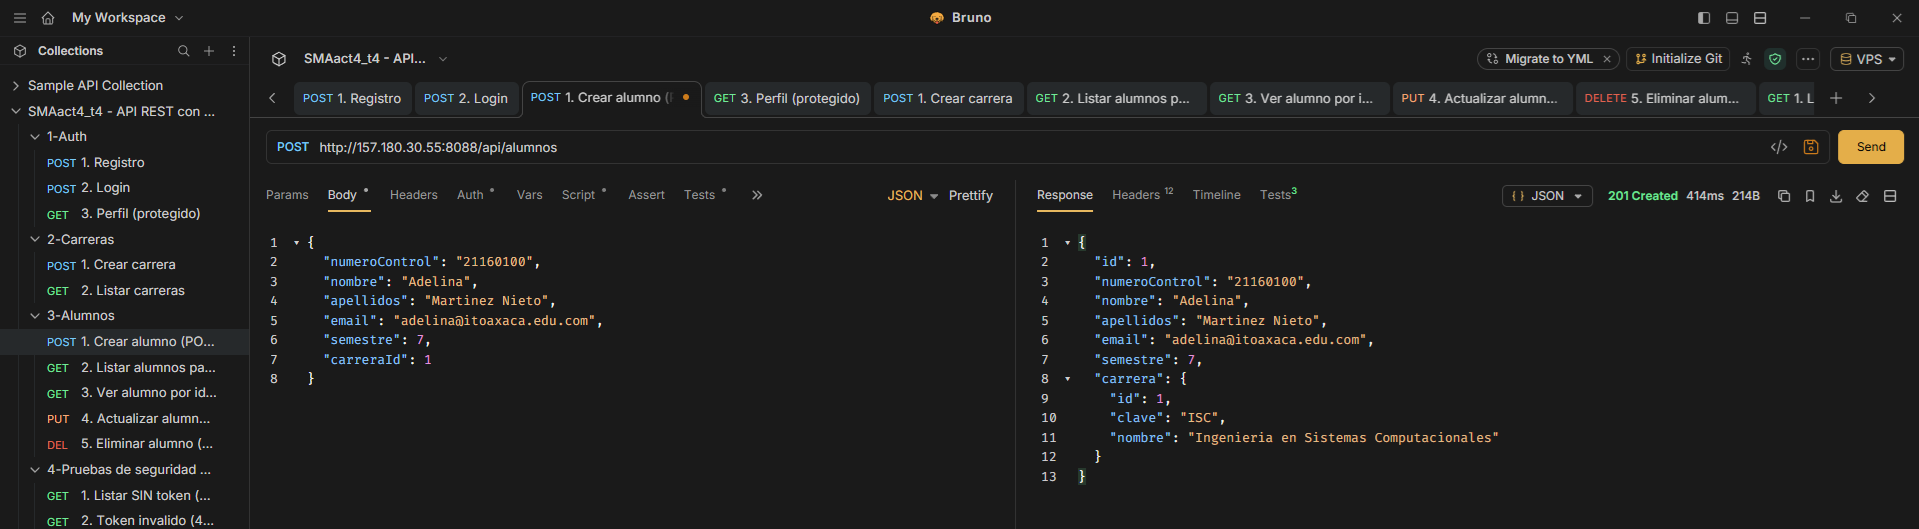 My Workspace
Bruno
Collections
SMAact4_t4 - API...
Migrate to YML
Initialize Git
VPS
Sample API Collection
SMAact4_t4 - API REST con ...
1-Auth
POST 1. Registro
POST 2. Login
GET 3. Perfil (protegido)
2-Carreras
POST 1. Crear carrera
GET 2. Listar carreras
3-Alumnos
POST 1. Crear alumno (PO...
GET 2. Listar alumnos pa...
GET 3. Ver alumno por id...
PUT 4. Actualizar alumn...
DEL 5. Eliminar alumno (...
4-Pruebas de seguridad ...
GET 1. Listar SIN token (...
GET 2. Token invalido (4...
POST 1. Registro
POST 2. Login
POST 1. Crear alumno (
GET 3. Perfil (protegido)
POST 1. Crear carrera
GET 2. Listar alumnos p...
GET 3. Ver alumno por i...
PUT 4. Actualizar alumn...
DELETE 5. Eliminar alum...
GET 1. L
POST http://157.180.30.55:8088/api/alumnos
Send
Params Body Headers Auth Vars Script Assert Tests
JSON Prettify
1 {
2 "numeroControl": "21160100",
3 "nombre": "Adelina",
4 "apellidos": "Martinez Nieto",
5 "email": "adelina@itoaxaca.edu.com",
6 "semestre": 7,
7 "carreraId": 1
8 }
Response Headers 12 Timeline Tests3
{ } JSON
201 Created 414ms 214B
1 {
2 "id": 1,
3 "numeroControl": "21160100",
4 "nombre": "Adelina",
5 "apellidos": "Martinez Nieto",
6 "email": "adelina@itoaxaca.edu.com",
7 "semestre": 7,
8 "carrera": {
9 "id": 1,
10 "clave": "ISC",
11 "nombre": "Ingenieria en Sistemas Computacionales"
12 }
13 }